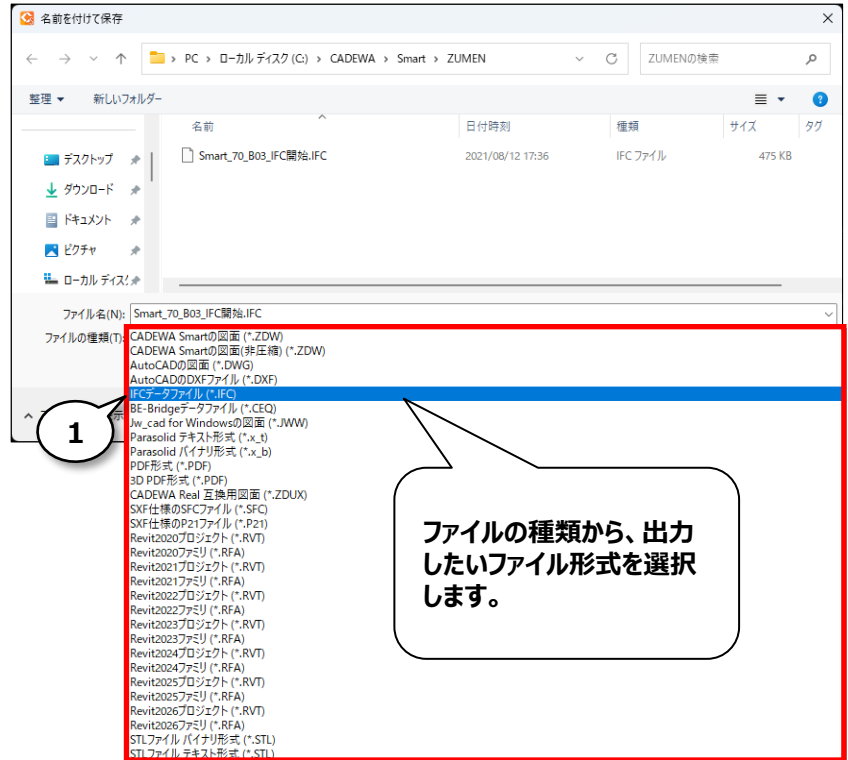 名前を付けて保存
PC › ローカル ディスク (C:) › CADEWA › Smart › ZUMEN
ZUMENの検索
整理 新しいフォルダー
名前 日付時刻 種類 サイズ タグ
Smart_70_B03_IFC開始.IFC 2021/08/12 17:36 IFC ファイル 475 KB
デスクトップ
ダウンロード
ドキュメント
ピクチャ
ローカル ディスク
ファイル名(N): Smart_70_B03_IFC開始.IFC
ファイルの種類(T):
CADEWA Smartの図面 (*.ZDW)
CADEWA Smartの図面(非圧縮) (*.ZDW)
AutoCADの図面 (*.DWG)
AutoCADのDXFファイル (*.DXF)
IFCデータファイル (*.IFC)
BE-Bridgeデータファイル (*.CEQ)
Jw_cad for Windowsの図面 (*.JWW)
Parasolid テキスト形式 (*.x_t)
Parasolid バイナリ形式 (*.x_b)
PDF形式 (*.PDF)
3D PDF形式 (*.PDF)
CADEWA Real 互換用図面 (*.ZDUX)
SXF仕様のSFCファイル (*.SFC)
SXF仕様のP21ファイル (*.P21)
Revit2020プロジェクト (*.RVT)
Revit2020ファミリ (*.RFA)
Revit2021プロジェクト (*.RVT)
Revit2021ファミリ (*.RFA)
Revit2022プロジェクト (*.RVT)
Revit2022ファミリ (*.RFA)
Revit2023プロジェクト (*.RVT)
Revit2023ファミリ (*.RFA)
Revit2024プロジェクト (*.RVT)
Revit2024ファミリ (*.RFA)
Revit2025プロジェクト (*.RVT)
Revit2025ファミリ (*.RFA)
Revit2026プロジェクト (*.RVT)
Revit2026ファミリ (*.RFA)
STLファイル バイナリ形式 (*.STL)
STLファイル テキスト形式 (*.STL)
1
ファイルの種類から、出力
したいファイル形式を選択
します。